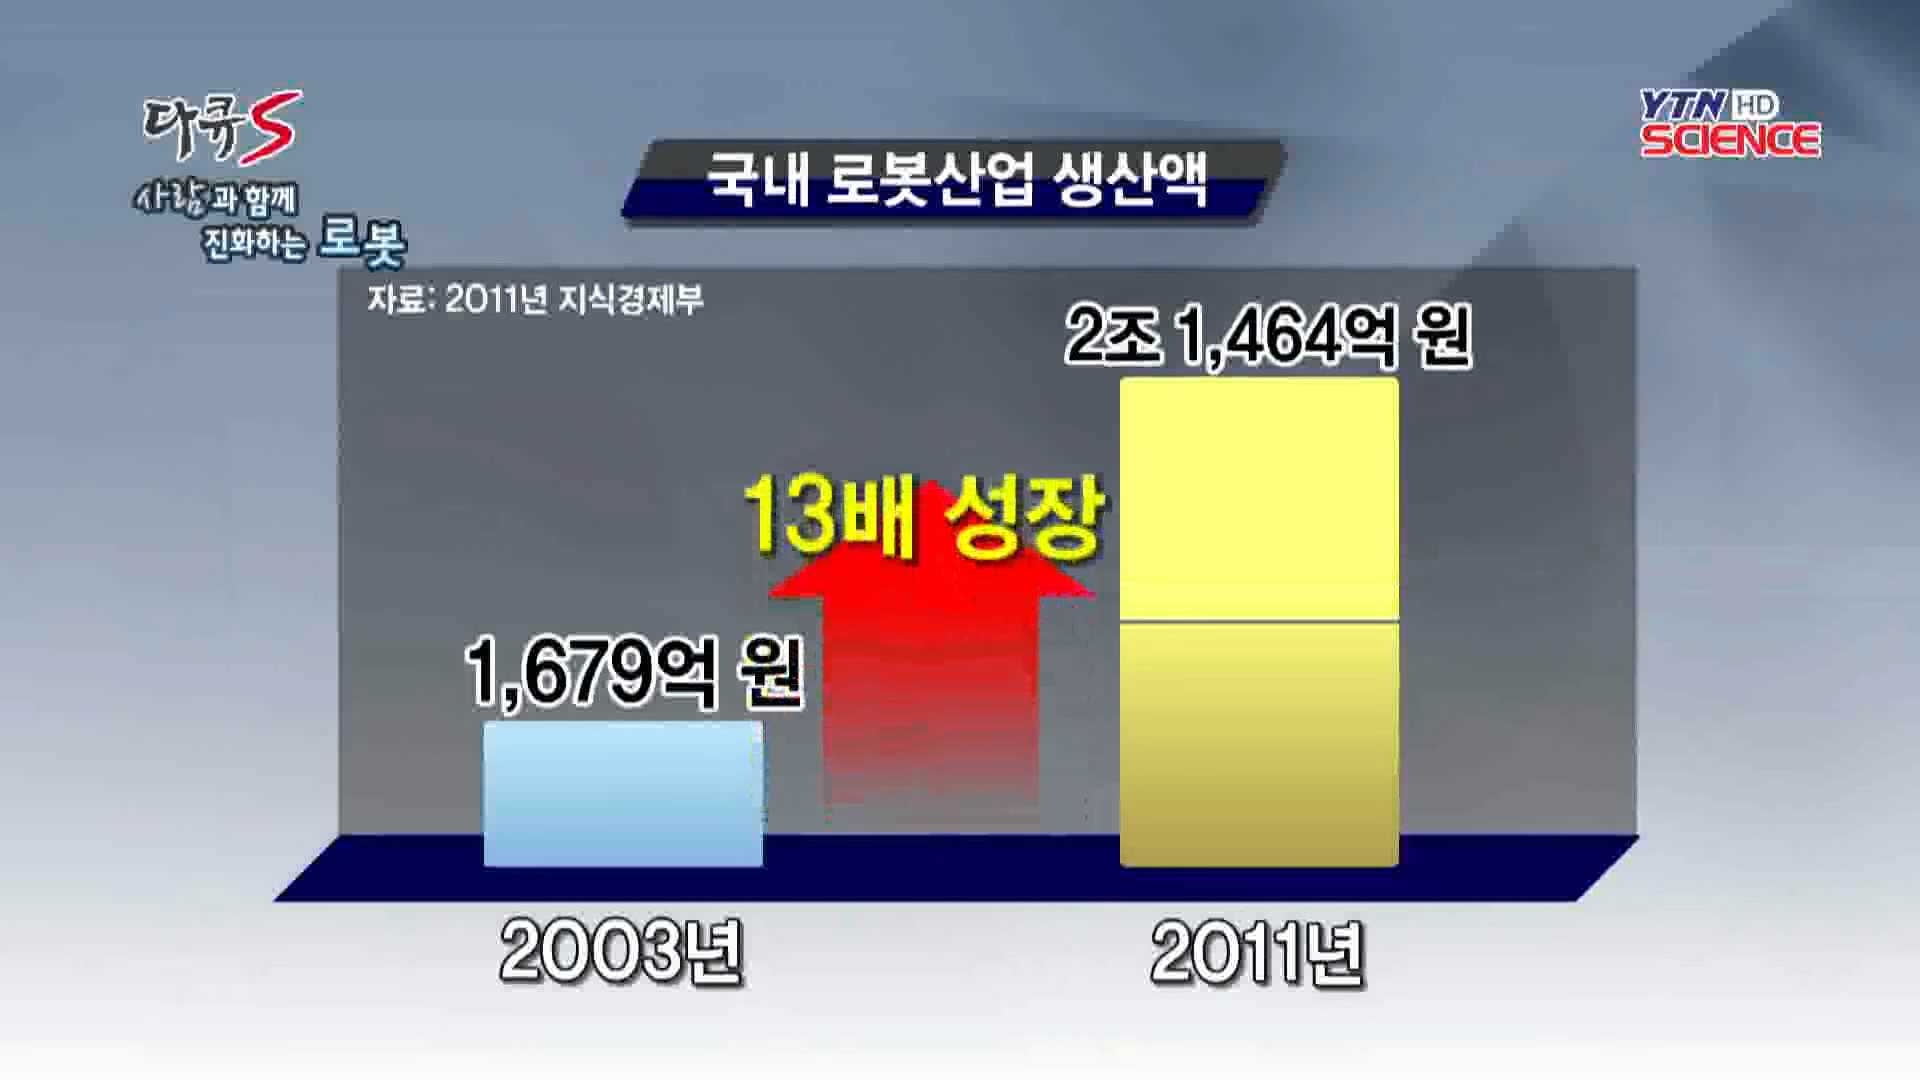 다큐S
사람과 함께
진화하는 로봇
YTN HD
SCIENCE
국내 로봇산업 생산액
자료: 2011년 지식경제부
2조 1,464억 원
13배 성장
1,679억 원
2003년
2011년